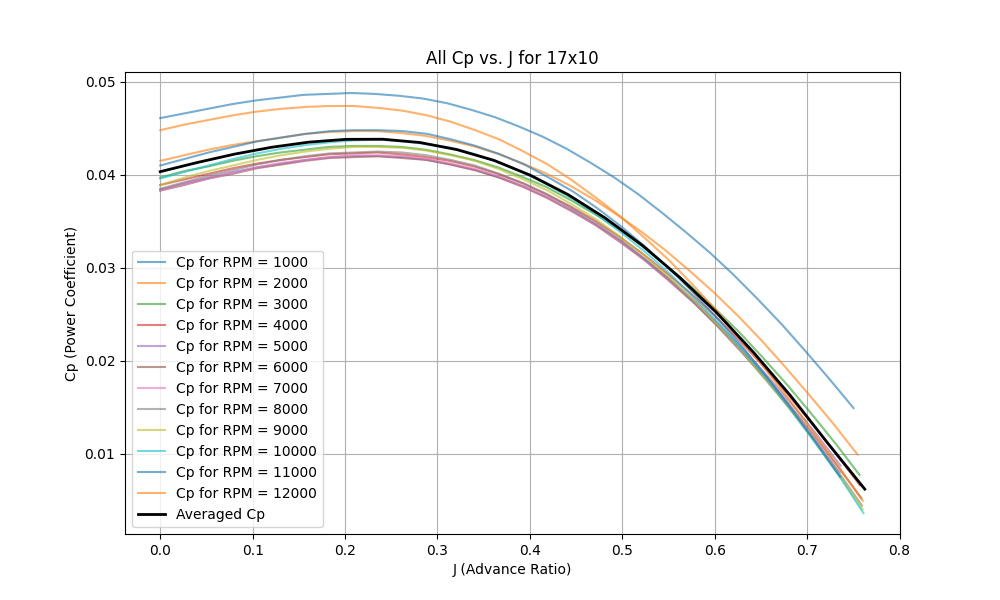 All Cp vs. J for 17x10
Cp (Power Coefficient)
0.05
0.04
0.03
0.02
0.01
Cp for RPM = 1000
Cp for RPM = 2000
Cp for RPM = 3000
Cp for RPM = 4000
Cp for RPM = 5000
Cp for RPM = 6000
Cp for RPM = 7000
Cp for RPM = 8000
Cp for RPM = 9000
Cp for RPM = 10000
Cp for RPM = 11000
Cp for RPM = 12000
Averaged Cp
0.0 0.1 0.2 0.3 0.4 0.5 0.6 0.7 0.8
J (Advance Ratio)